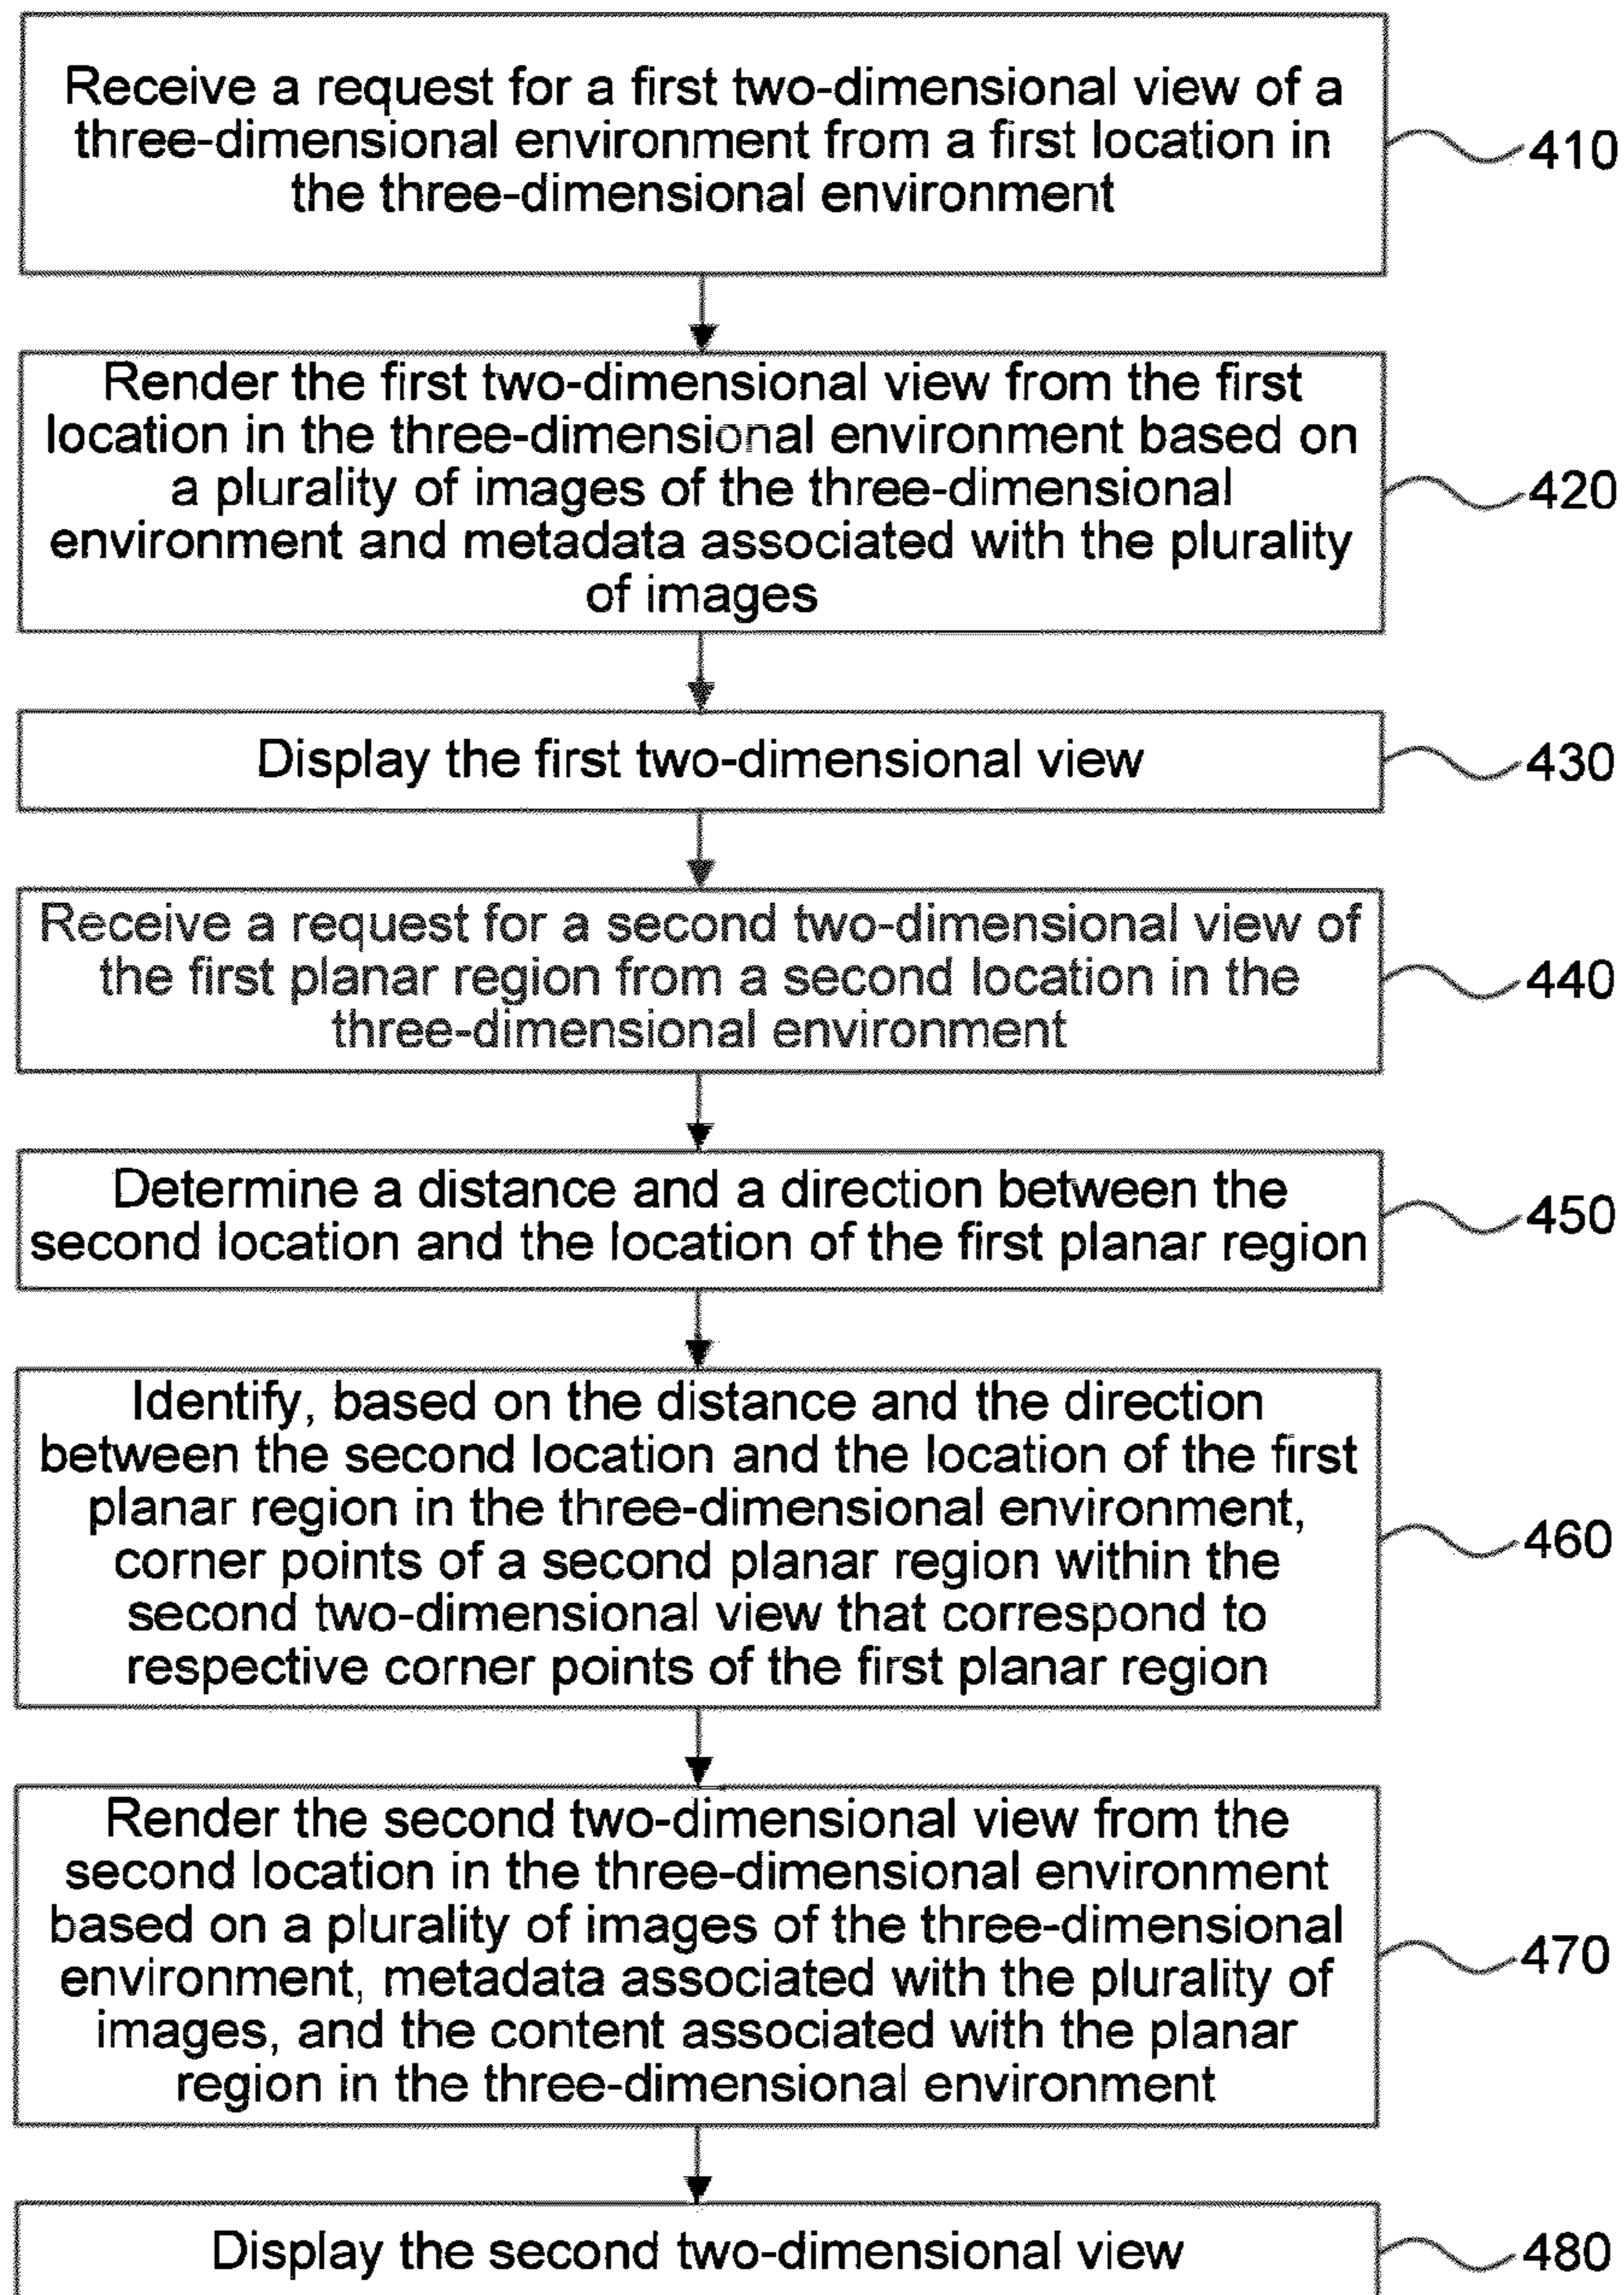 Receive a request for a first two-dimensional view of a
three-dimensional environment from a first location in
the three-dimensional environment
410
Render the first two-dimensional view from the first
location in the three-dimensional environment based on
a plurality of images of the three-dimensional
environment and metadata associated with the plurality
of images
420
Display the first two-dimensional view
430
Receive a request for a second two-dimensional view of
the first planar region from a second location in the
three-dimensional environment
440
Determine a distance and a direction between the
second location and the location of the first planar region
450
Identify, based on the distance and the direction
between the second location and the location of the first
planar region in the three-dimensional environment,
corner points of a second planar region within the
second two-dimensional view that correspond to
respective corner points of the first planar region
460
Render the second two-dimensional view from the
second location in the three-dimensional environment
based on a plurality of images of the three-dimensional
environment, metadata associated with the plurality of
images, and the content associated with the planar
region in the three-dimensional environment
470
Display the second two-dimensional view
480